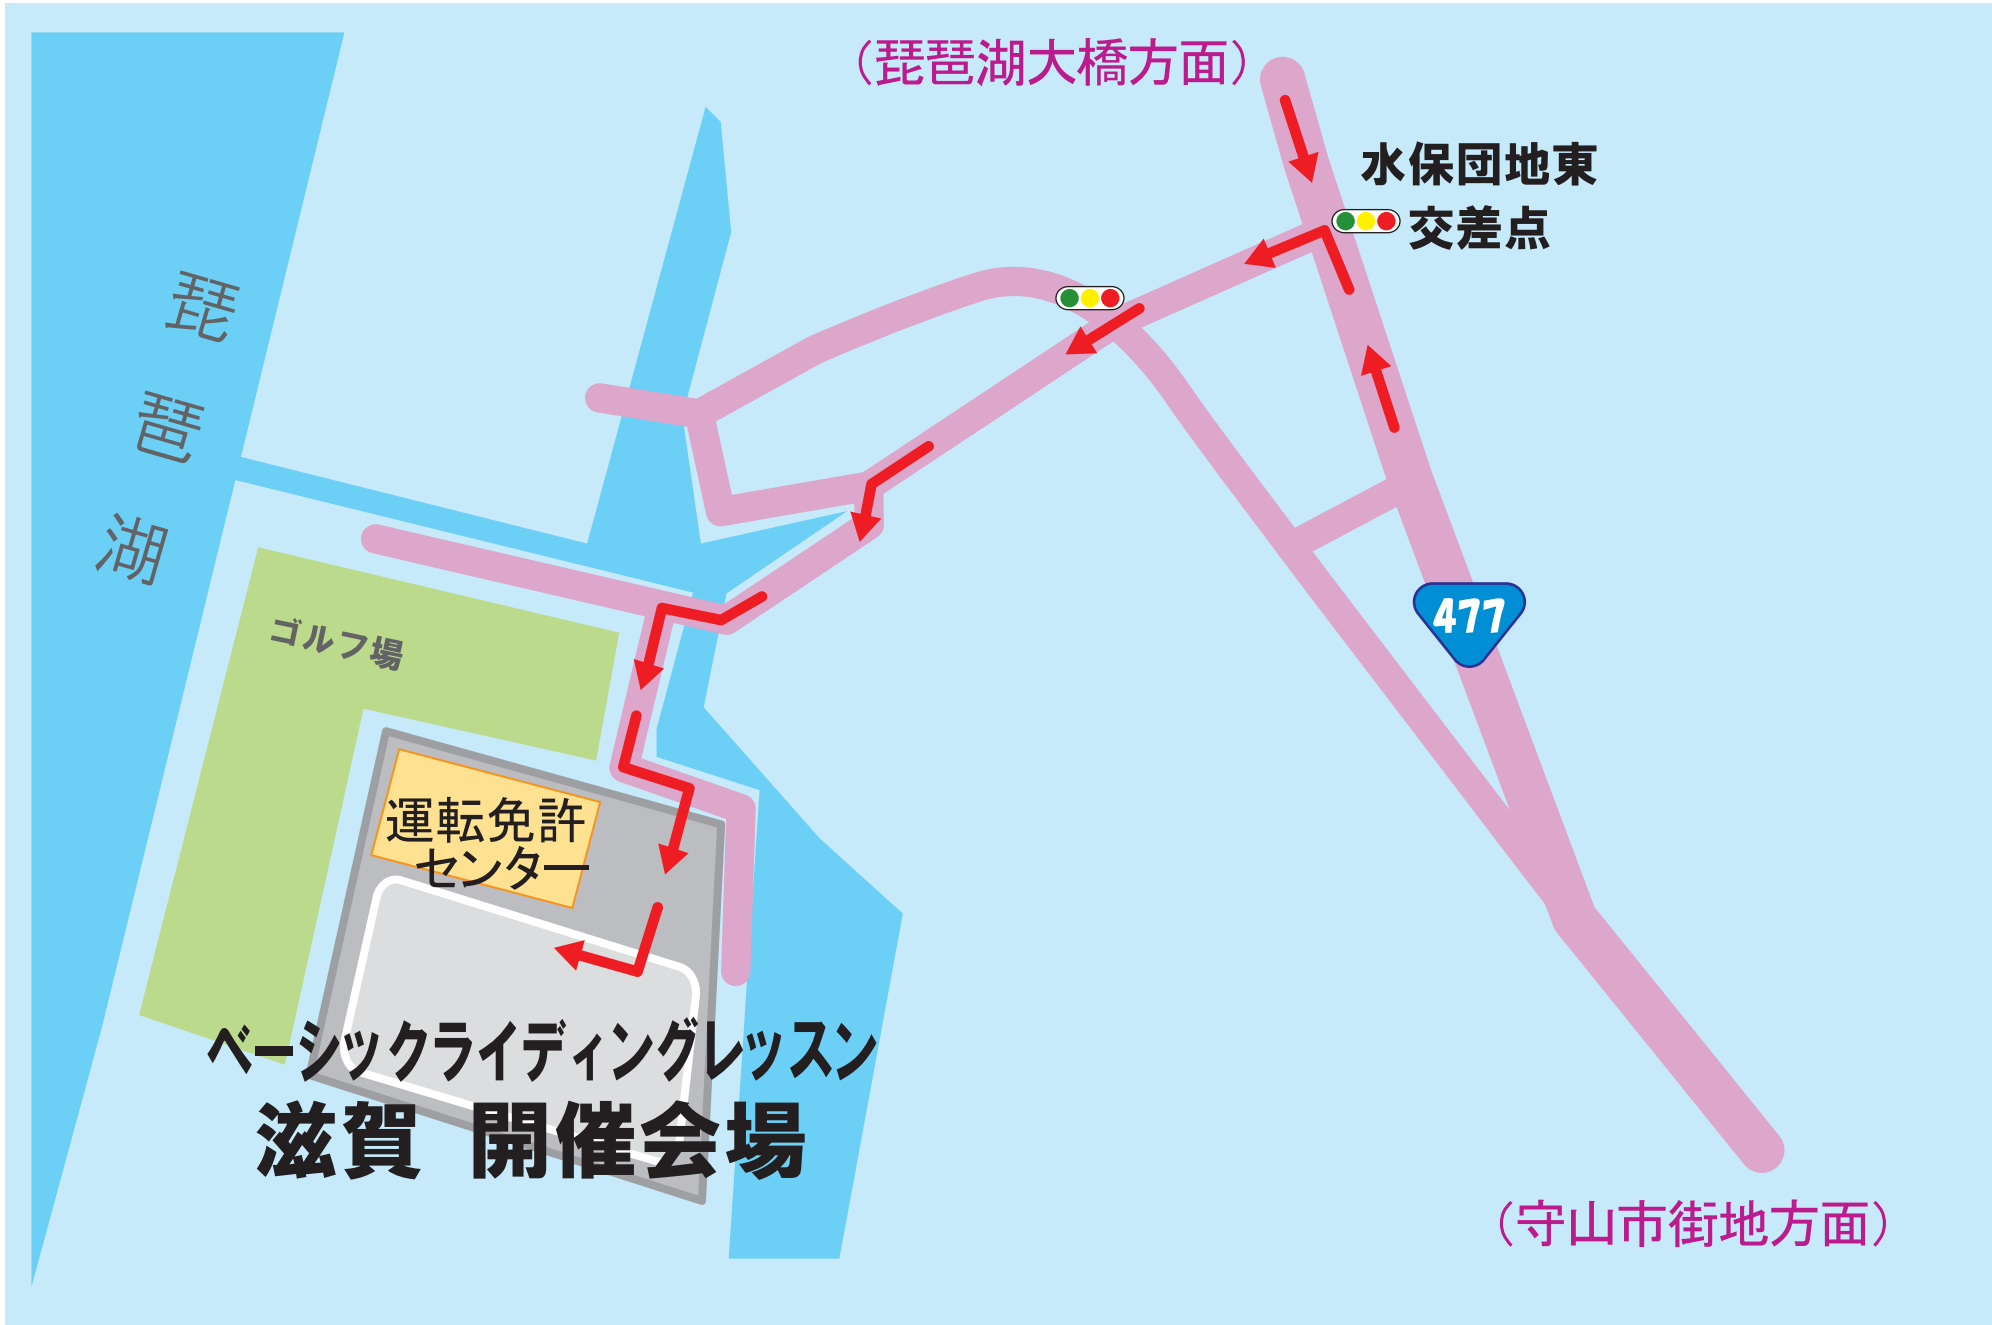 （琵琶湖大橋方面）
水保団地東
交差点
琵琶湖
477
ゴルフ場
運転免許
センター
ベーシックライディングレッスン
滋賀 開催会場
（守山市街地方面）